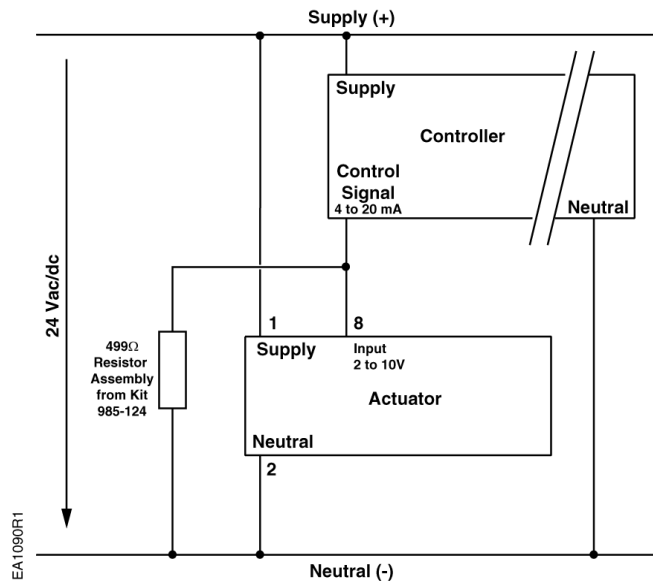 Supply (+)
Supply
Controller
Control
Signal
4 to 20 mA
Neutral
24 Vac/dc
499Ω
Resistor
Assembly
from Kit
985-124
1
8
Supply
Input
2 to 10V
Actuator
Neutral
2
EA1090R1
Neutral (-)